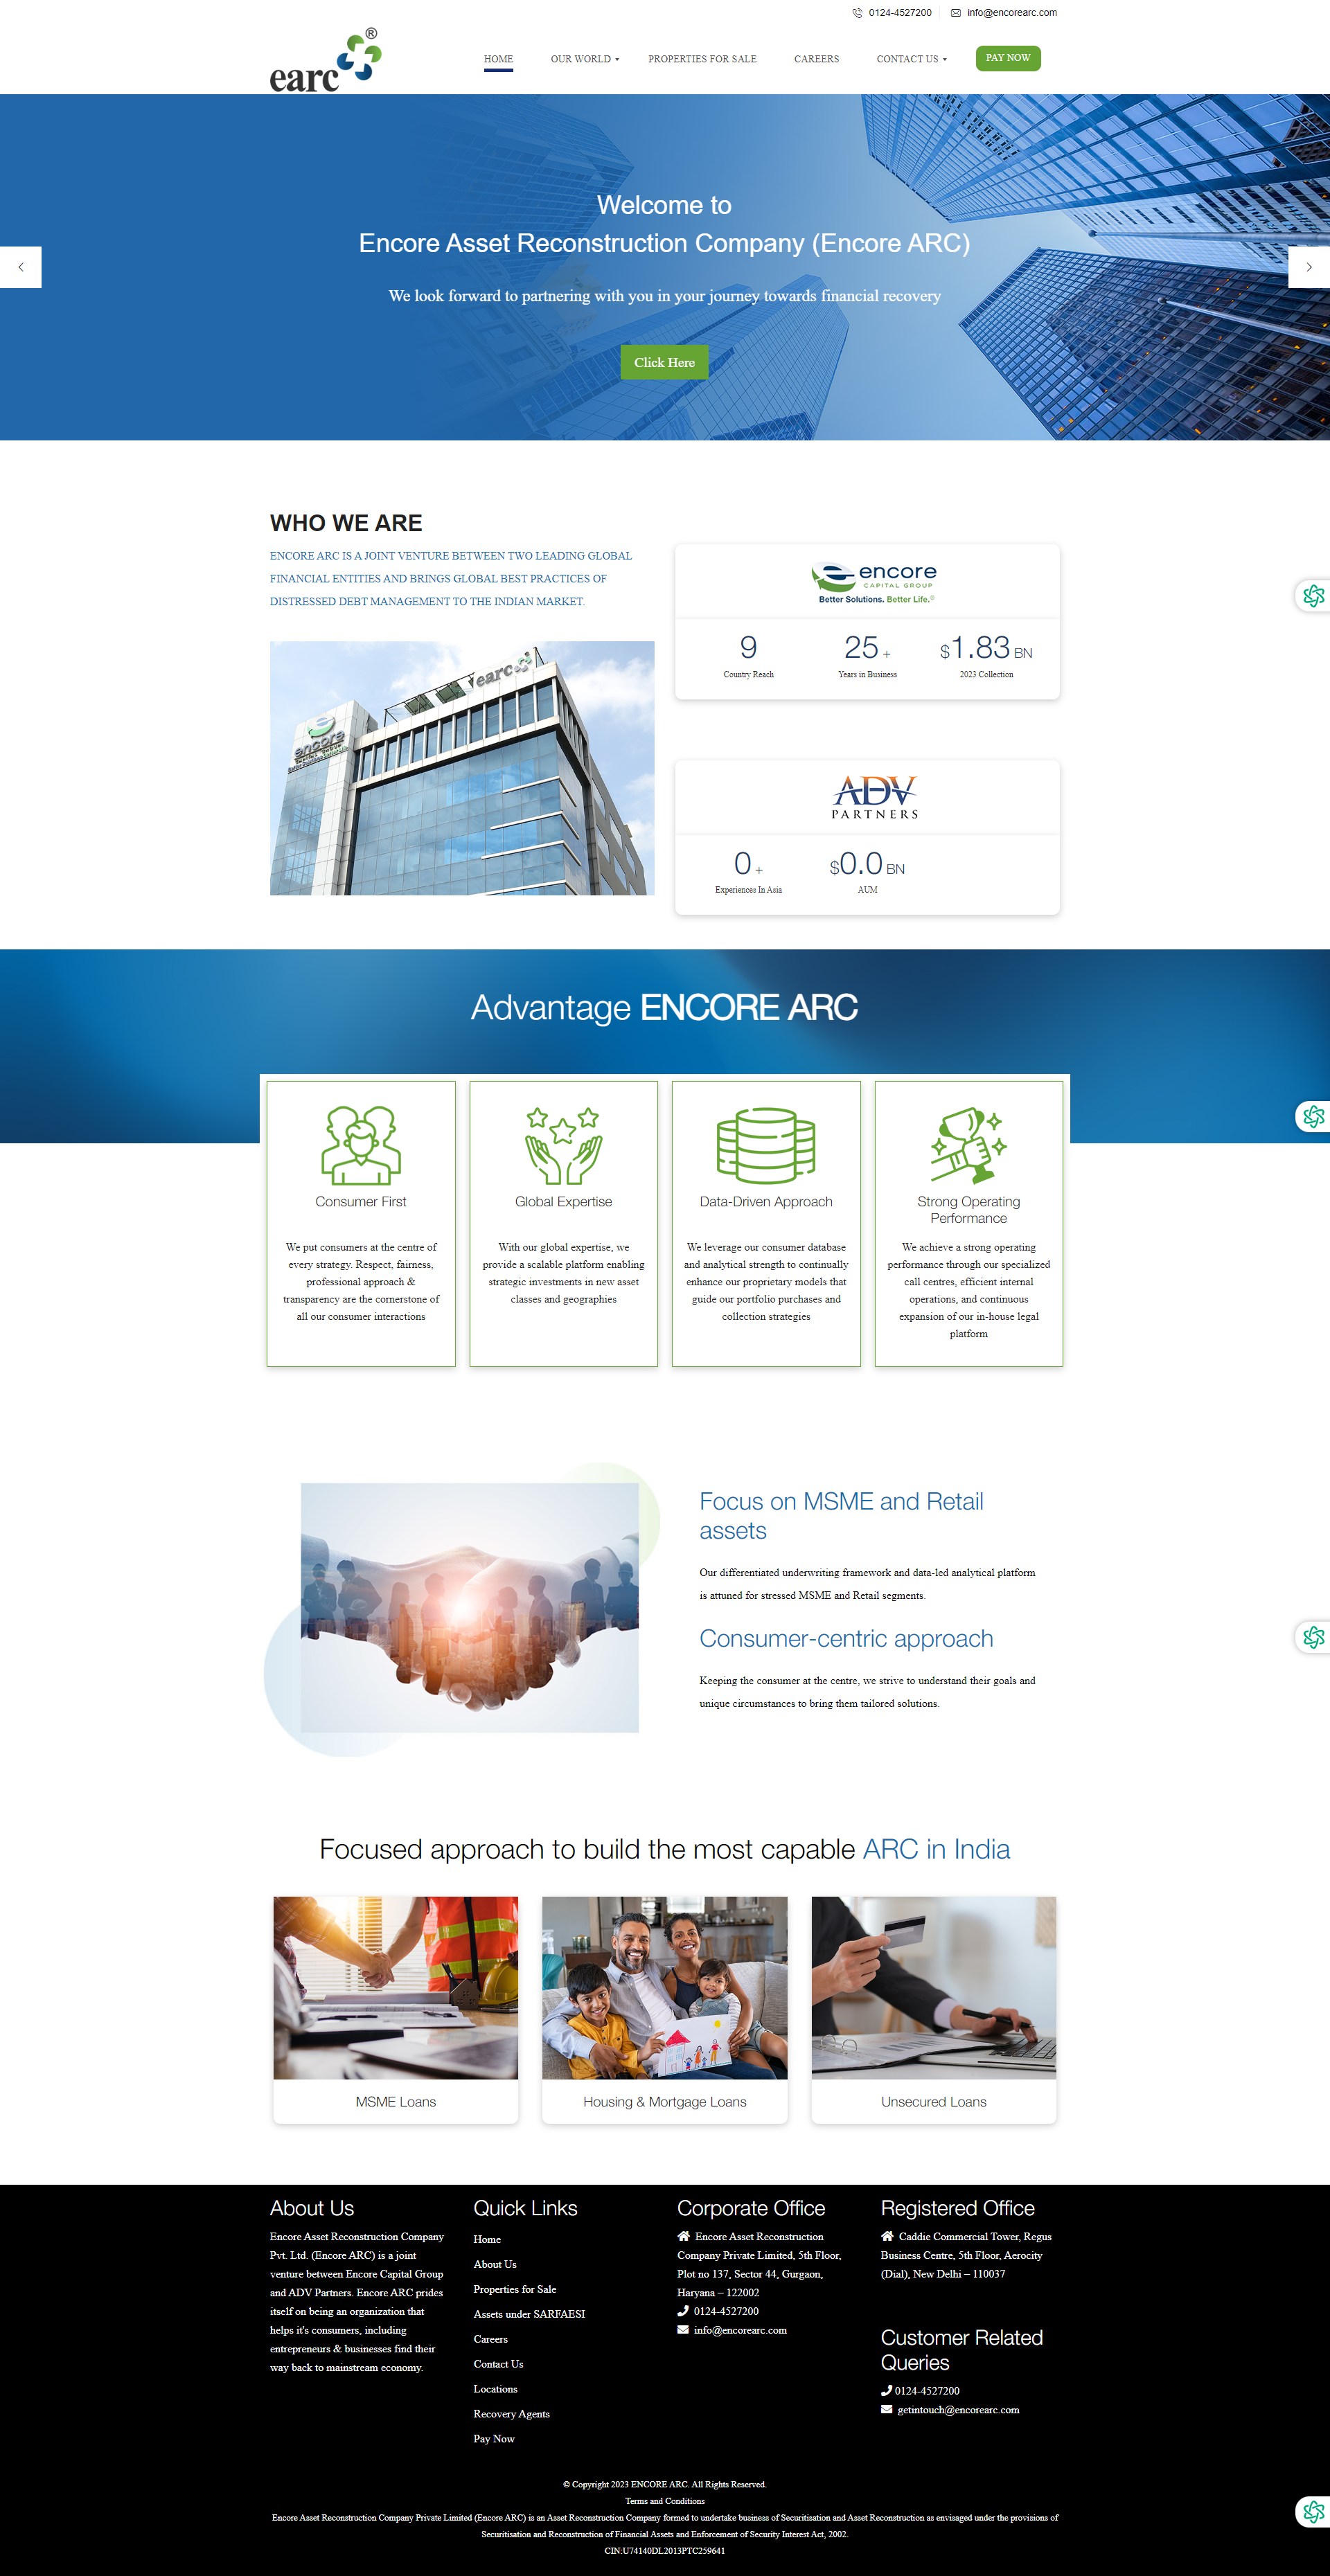 0124-4527200
info@encorearc.com
earc®
HOME
OUR WORLD
PROPERTIES FOR SALE
CAREERS
CONTACT US
PAY NOW
Welcome to
Encore Asset Reconstruction Company (Encore ARC)
We look forward to partnering with you in your journey towards financial recovery
Click Here
WHO WE ARE
ENCORE ARC IS A JOINT VENTURE BETWEEN TWO LEADING GLOBAL
FINANCIAL ENTITIES AND BRINGS GLOBAL BEST PRACTICES OF
DISTRESSED DEBT MANAGEMENT TO THE INDIAN MARKET.
earc
encore
encore
CAPITAL GROUP
Better Solutions. Better Life.®
9
Country Reach
25 +
Years in Business
$1.83 BN
2023 Collection
ADV
PARTNERS
0 +
Experiences In Asia
$0.0 BN
AUM
Advantage ENCORE ARC
Consumer First
We put consumers at the centre of
every strategy. Respect, fairness,
professional approach &
transparency are the cornerstone of
all our consumer interactions
Global Expertise
With our global expertise, we
provide a scalable platform enabling
strategic investments in new asset
classes and geographies
Data-Driven Approach
We leverage our consumer database
and analytical strength to continually
enhance our proprietary models that
guide our portfolio purchases and
collection strategies
Strong Operating
Performance
We achieve a strong operating
performance through our specialized
call centres, efficient internal
operations, and continuous
expansion of our in-house legal
platform
Focus on MSME and Retail
assets
Our differentiated underwriting framework and data-led analytical platform
is attuned for stressed MSME and Retail segments.
Consumer-centric approach
Keeping the consumer at the centre, we strive to understand their goals and
unique circumstances to bring them tailored solutions.
Focused approach to build the most capable ARC in India
MSME Loans
Housing & Mortgage Loans
Unsecured Loans
About Us
Encore Asset Reconstruction Company
Pvt. Ltd. (Encore ARC) is a joint
venture between Encore Capital Group
and ADV Partners. Encore ARC prides
itself on being an organization that
helps it's consumers, including
entrepreneurs & businesses find their
way back to mainstream economy.
Quick Links
Home
About Us
Properties for Sale
Assets under SARFAESI
Careers
Contact Us
Locations
Recovery Agents
Pay Now
Corporate Office
Encore Asset Reconstruction
Company Private Limited, 5th Floor,
Plot no 137, Sector 44, Gurgaon,
Haryana – 122002
0124-4527200
info@encorearc.com
Registered Office
Caddie Commercial Tower, Regus
Business Centre, 5th Floor, Aerocity
(Dial), New Delhi – 110037
Customer Related
Queries
0124-4527200
getintouch@encorearc.com
© Copyright 2023 ENCORE ARC. All Rights Reserved.
Terms and Conditions
Encore Asset Reconstruction Company Private Limited (Encore ARC) is an Asset Reconstruction Company formed to undertake business of Securitisation and Asset Reconstruction as envisaged under the provisions of
Securitisation and Reconstruction of Financial Assets and Enforcement of Security Interest Act, 2002.
CIN:U74140DL2013PTC259641